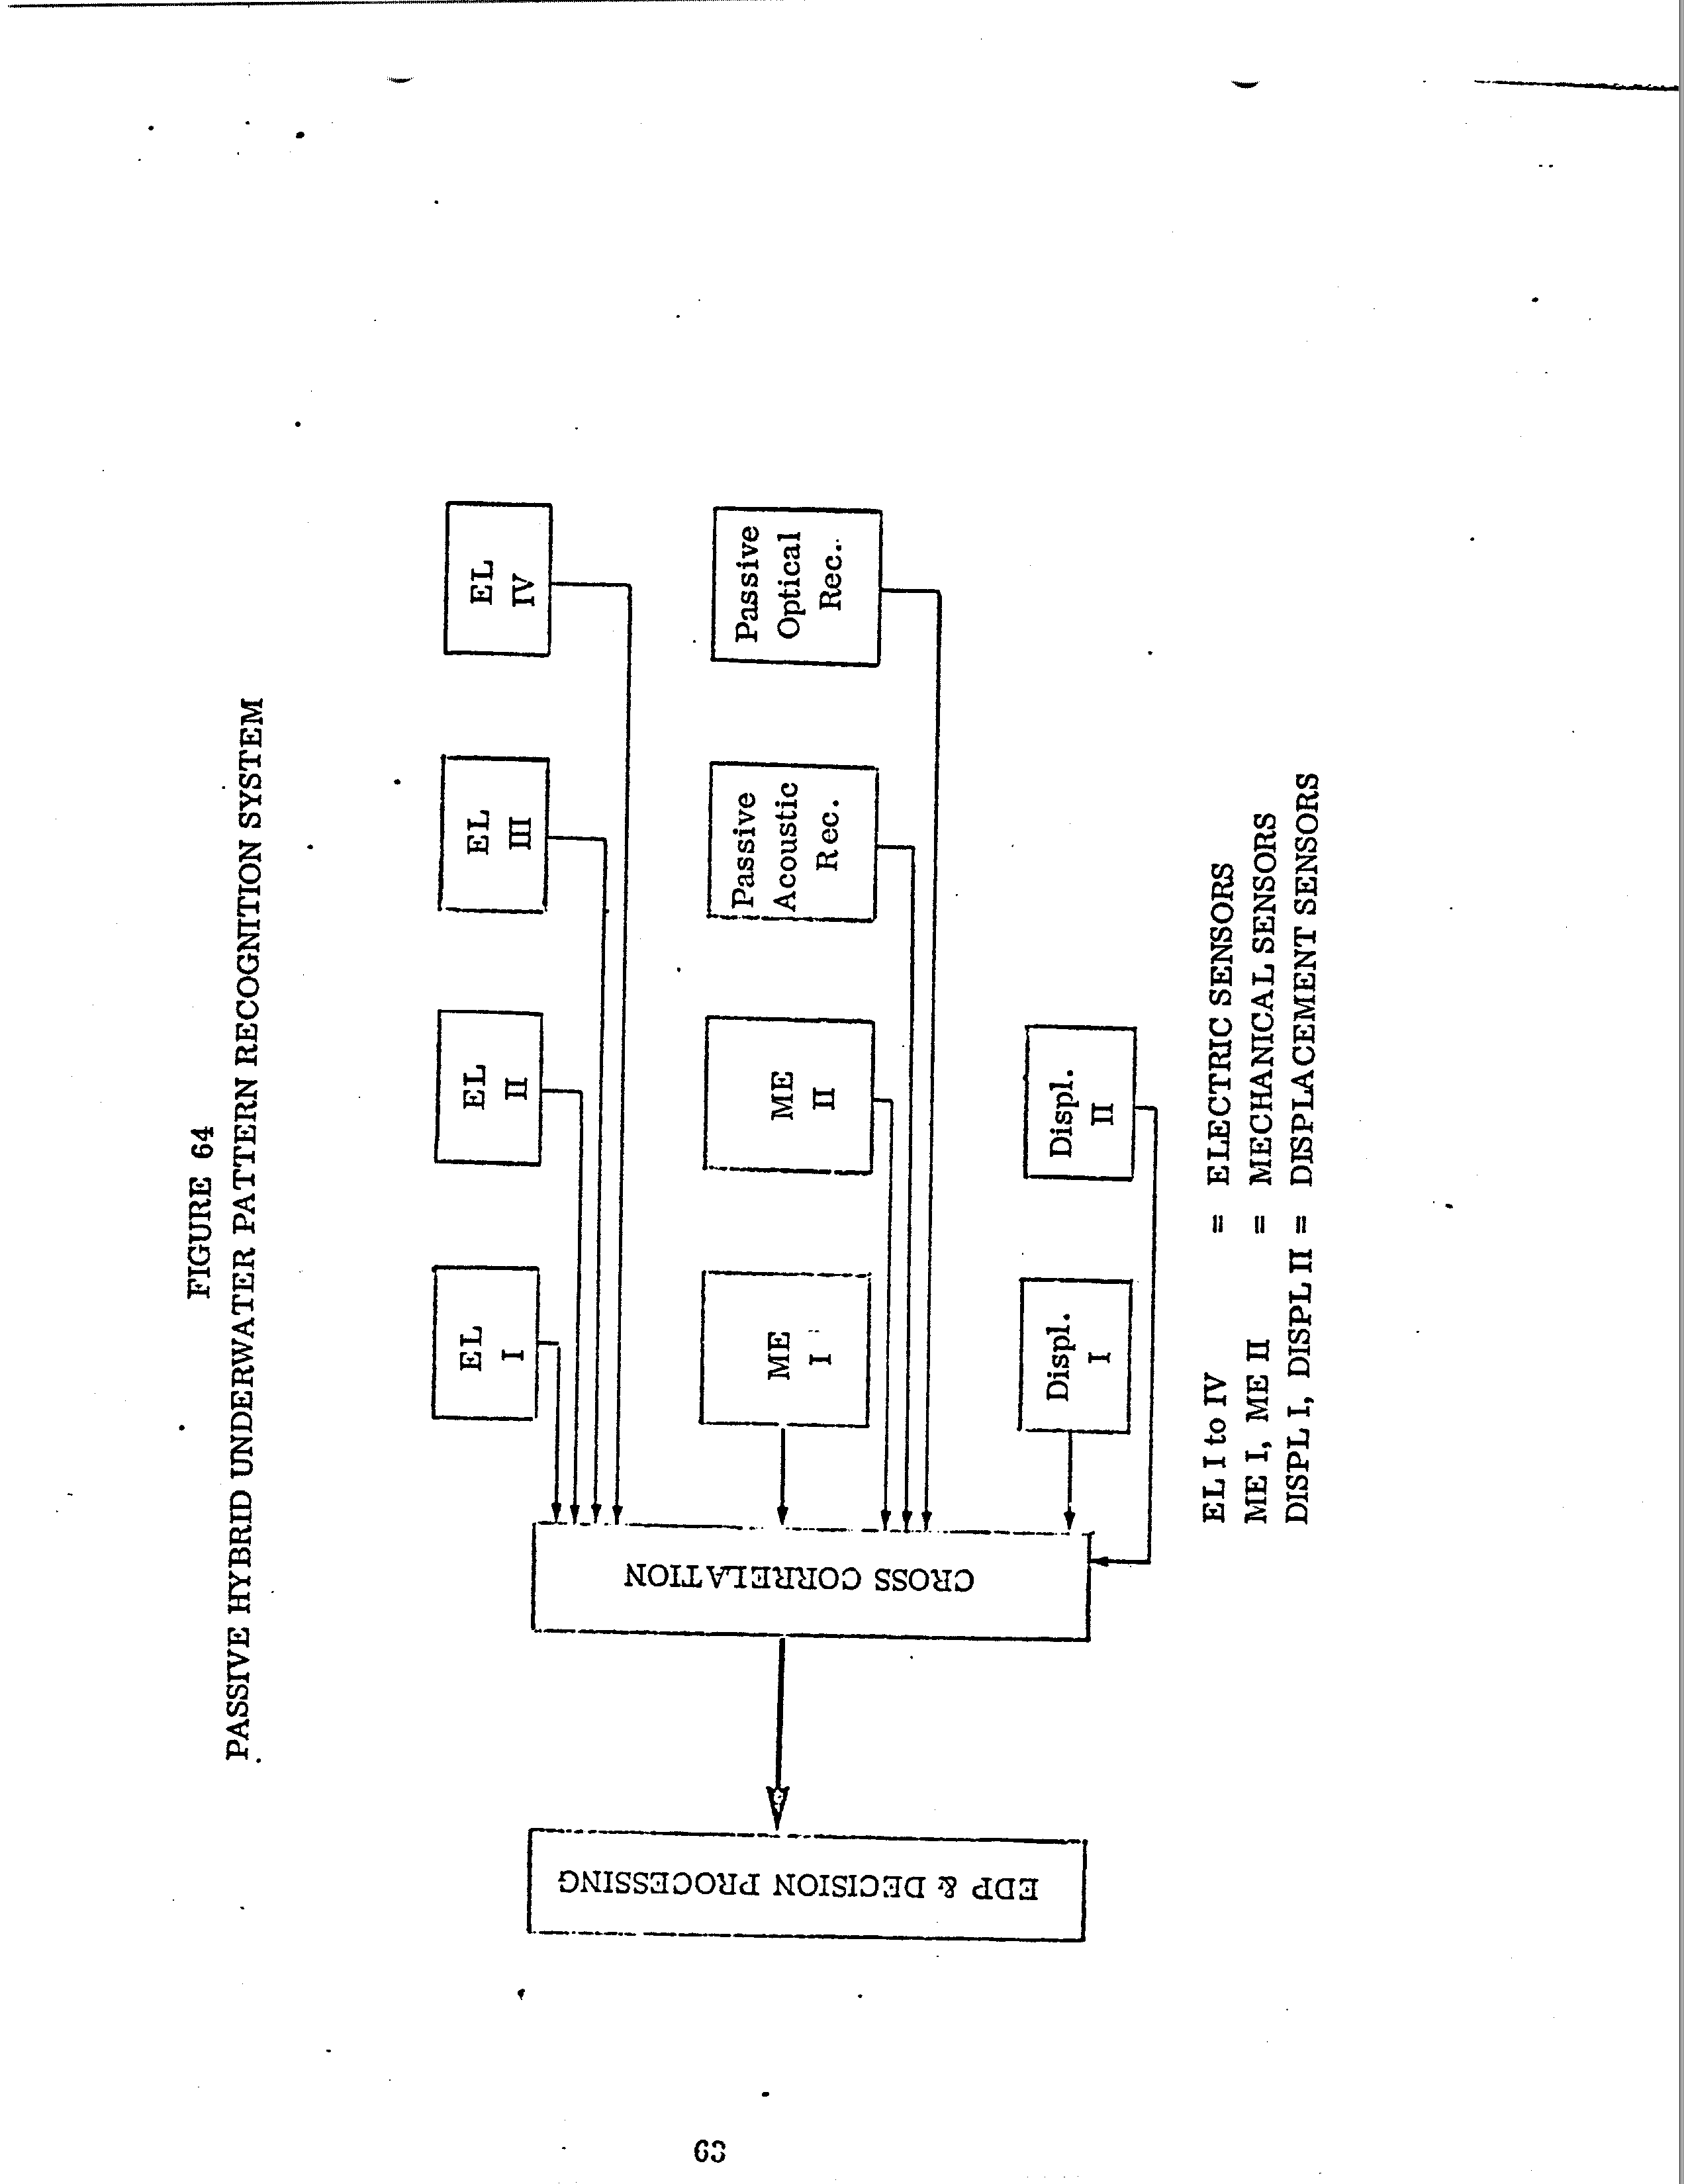 FIGURE 64
PASSIVE HYBRID UNDERWATER PATTERN RECOGNITION SYSTEM
EL
I
EL
II
EL
III
EL
IV
ME
I
ME
II
Passive
Acoustic
Rec.
Passive
Optical
Rec.
Displ.
I
Displ.
II
CROSS CORRELATION
EDP & DECISION PROCESSING
EL I to IV = ELECTRIC SENSORS
ME I, ME II = MECHANICAL SENSORS
DISPL I, DISPL II = DISPLACEMENT SENSORS